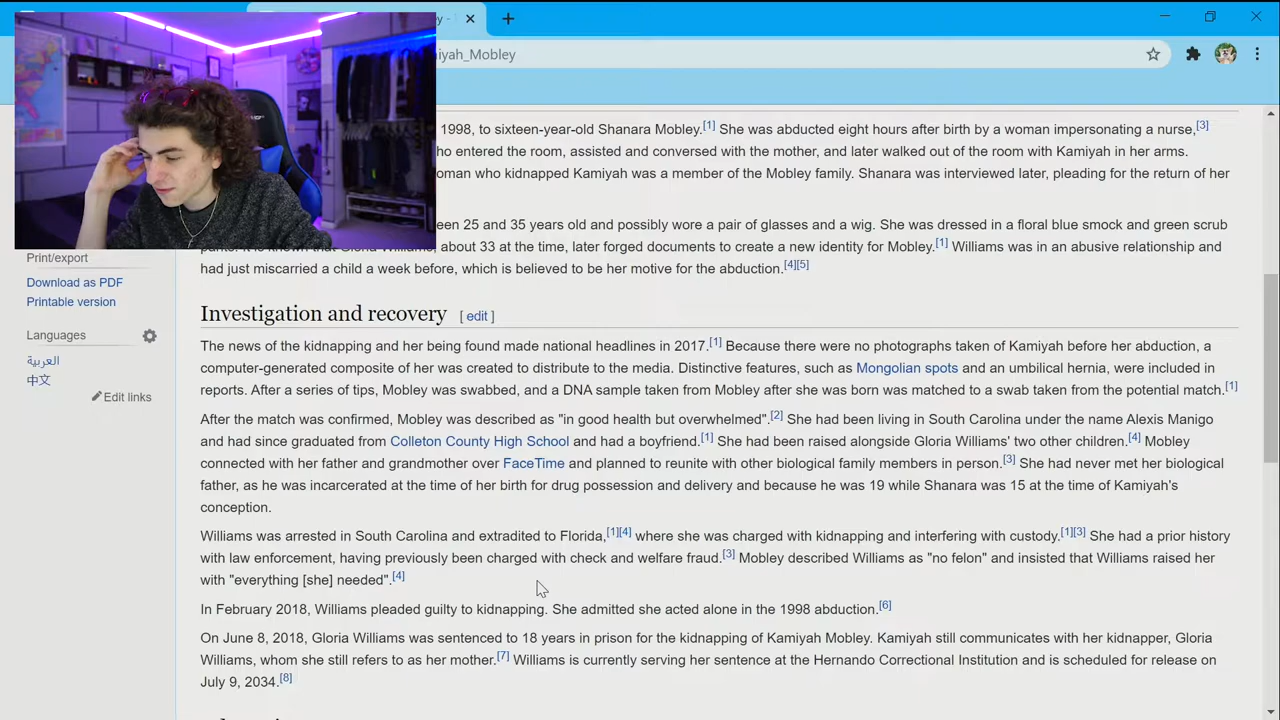 y -
iyah_Mobley
1998, to sixteen-year-old Shanara Mobley.[1] She was abducted eight hours after birth by a woman impersonating a nurse,[3]
ho entered the room, assisted and conversed with the mother, and later walked out of the room with Kamiyah in her arms.
oman who kidnapped Kamiyah was a member of the Mobley family. Shanara was interviewed later, pleading for the return of her
een 25 and 35 years old and possibly wore a pair of glasses and a wig. She was dressed in a floral blue smock and green scrub
about 33 at the time, later forged documents to create a new identity for Mobley.[1] Williams was in an abusive relationship and
had just miscarried a child a week before, which is believed to be her motive for the abduction.[4][5]
Print/export
Download as PDF
Printable version
Languages
العربية
中文
Edit links
Investigation and recovery [ edit ]
The news of the kidnapping and her being found made national headlines in 2017.[1] Because there were no photographs taken of Kamiyah before her abduction, a
computer-generated composite of her was created to distribute to the media. Distinctive features, such as Mongolian spots and an umbilical hernia, were included in
reports. After a series of tips, Mobley was swabbed, and a DNA sample taken from Mobley after she was born was matched to a swab taken from the potential match.[1]
After the match was confirmed, Mobley was described as "in good health but overwhelmed".[2] She had been living in South Carolina under the name Alexis Manigo
and had since graduated from Colleton County High School and had a boyfriend.[1] She had been raised alongside Gloria Williams' two other children.[4] Mobley
connected with her father and grandmother over FaceTime and planned to reunite with other biological family members in person.[3] She had never met her biological
father, as he was incarcerated at the time of her birth for drug possession and delivery and because he was 19 while Shanara was 15 at the time of Kamiyah's
conception.
Williams was arrested in South Carolina and extradited to Florida,[1][4] where she was charged with kidnapping and interfering with custody.[1][3] She had a prior history
with law enforcement, having previously been charged with check and welfare fraud.[3] Mobley described Williams as "no felon" and insisted that Williams raised her
with "everything [she] needed".[4]
In February 2018, Williams pleaded guilty to kidnapping. She admitted she acted alone in the 1998 abduction.[6]
On June 8, 2018, Gloria Williams was sentenced to 18 years in prison for the kidnapping of Kamiyah Mobley. Kamiyah still communicates with her kidnapper, Gloria
Williams, whom she still refers to as her mother.[7] Williams is currently serving her sentence at the Hernando Correctional Institution and is scheduled for release on
July 9, 2034.[8]